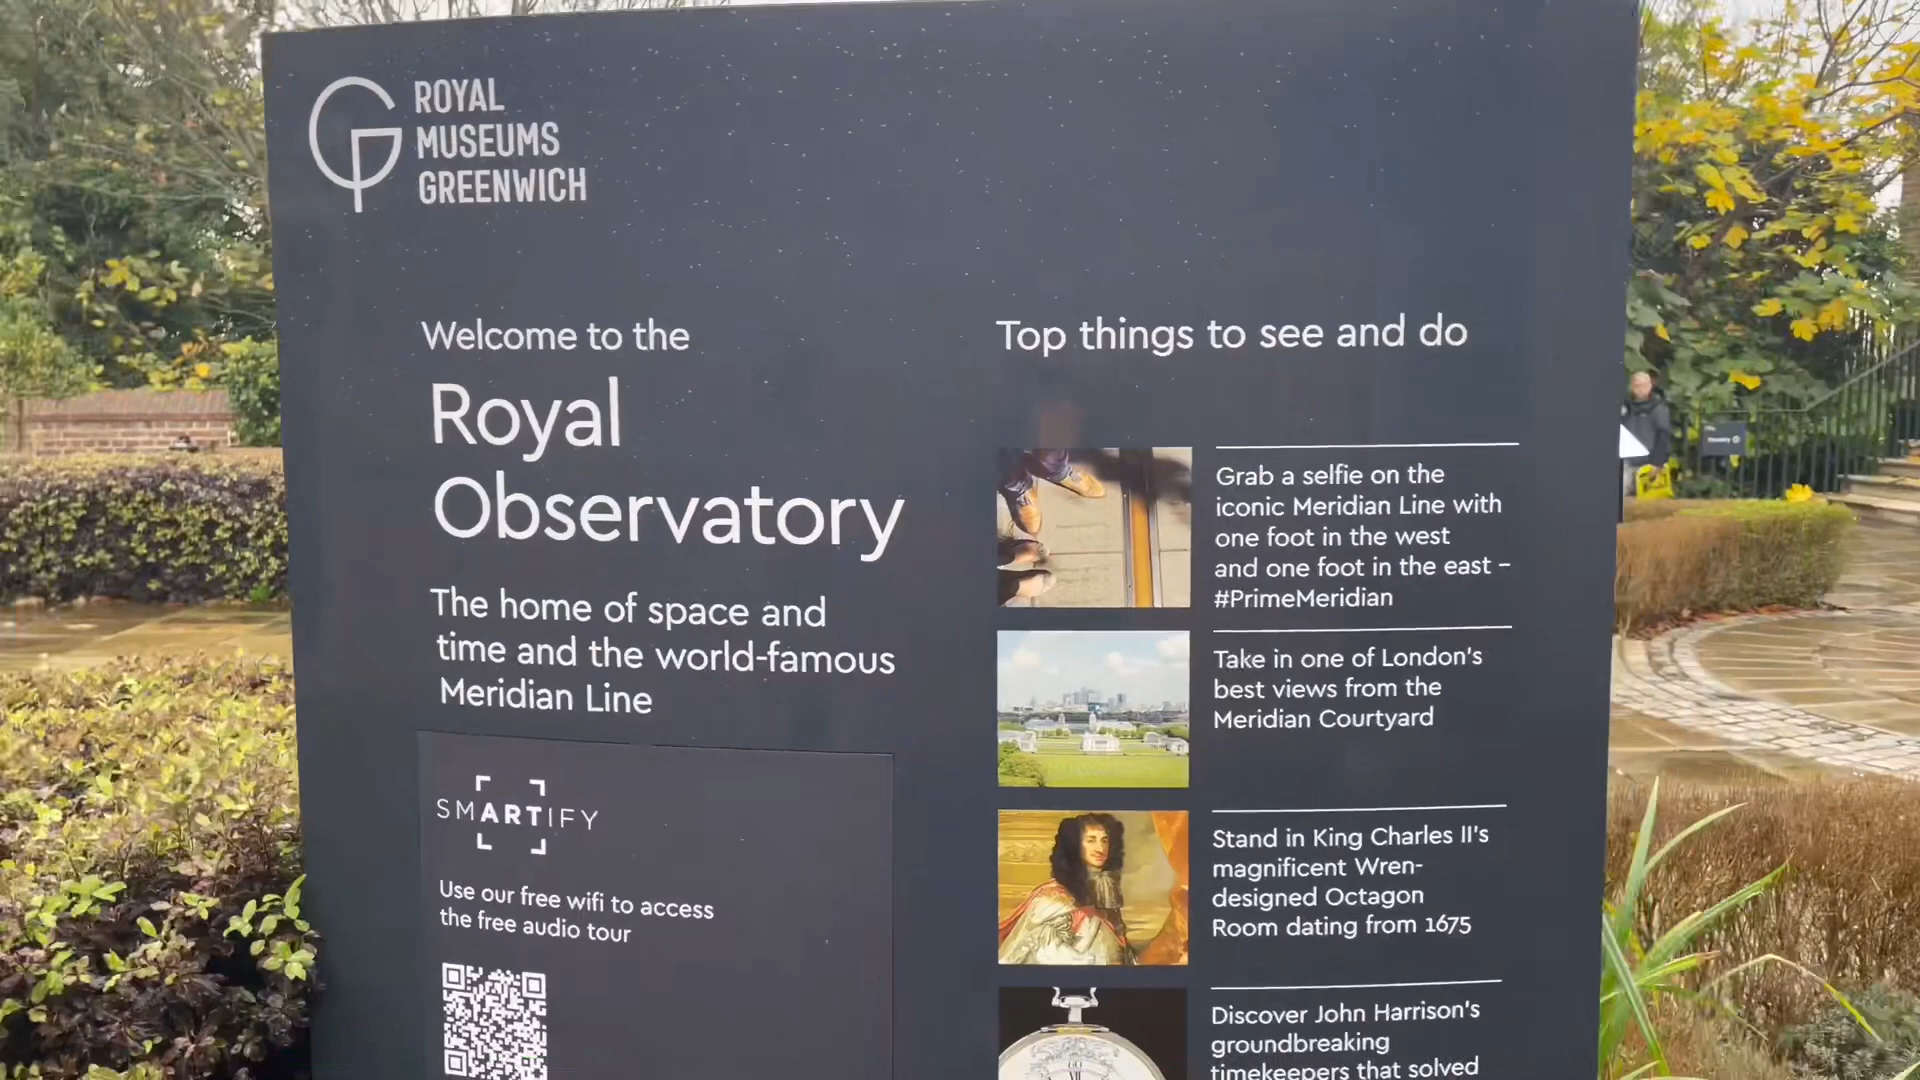 ROYAL
MUSEUMS
GREENWICH
Welcome to the
Royal
Observatory
The home of space and
time and the world-famous
Meridian Line
SMARTIFY
Use our free wifi to access
the free audio tour
Top things to see and do
Grab a selfie on the
iconic Meridian Line with
one foot in the west
and one foot in the east –
#PrimeMeridian
Take in one of London's
best views from the
Meridian Courtyard
Stand in King Charles II's
magnificent Wren-
designed Octagon
Room dating from 1675
Discover John Harrison's
groundbreaking
timekeepers that solved